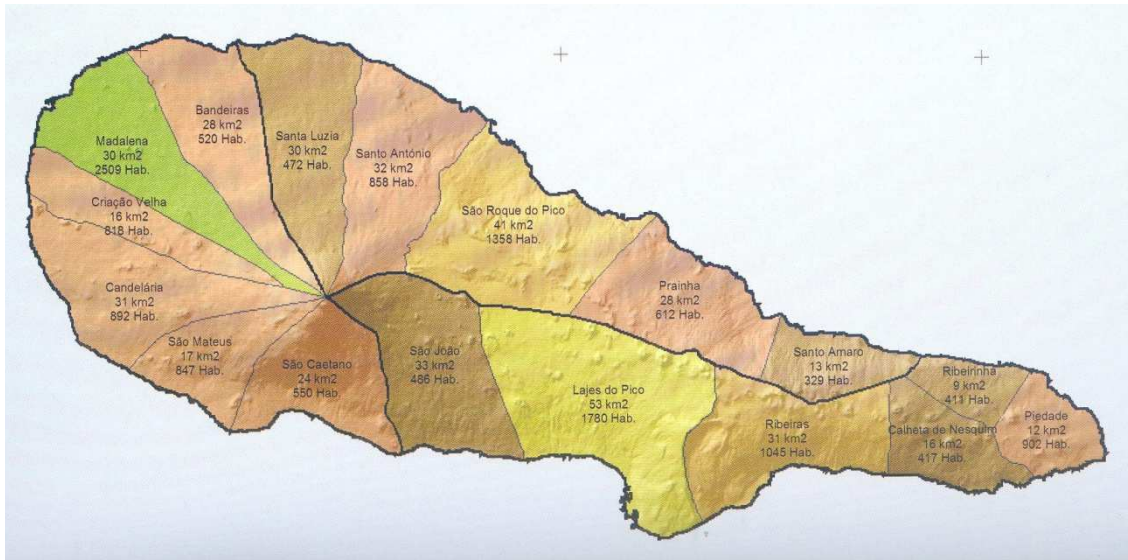 Bandeiras
28 km2
520 Hab.
Madalena
30 km2
2509 Hab.
Santa Luzia
30 km2
472 Hab.
Santo António
32 km2
858 Hab.
Criação Velha
16 km2
818 Hab.
São Roque do Pico
41 km2
1358 Hab.
Candelária
31 km2
892 Hab.
Prainha
28 km2
612 Hab.
São Mateus
17 km2
847 Hab.
São Caetano
24 km2
550 Hab.
São João
33 km2
486 Hab.
Lajes do Pico
53 km2
1780 Hab.
Santo Amaro
13 km2
329 Hab.
Ribeirinha
9 km2
411 Hab.
Ribeiras
31 km2
1045 Hab.
Calheta de Nesquim
16 km2
417 Hab.
Piedade
12 km2
902 Hab.